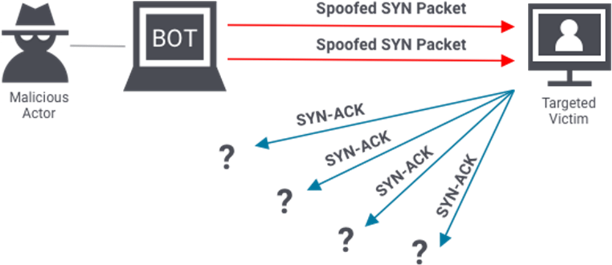 Spoofed SYN Packet
BOT
Spoofed SYN Packet
Malicious
Actor
Targeted
Victim
SYN-ACK
?
SYN-ACK
?
SYN-ACK
?
SYN-ACK
?